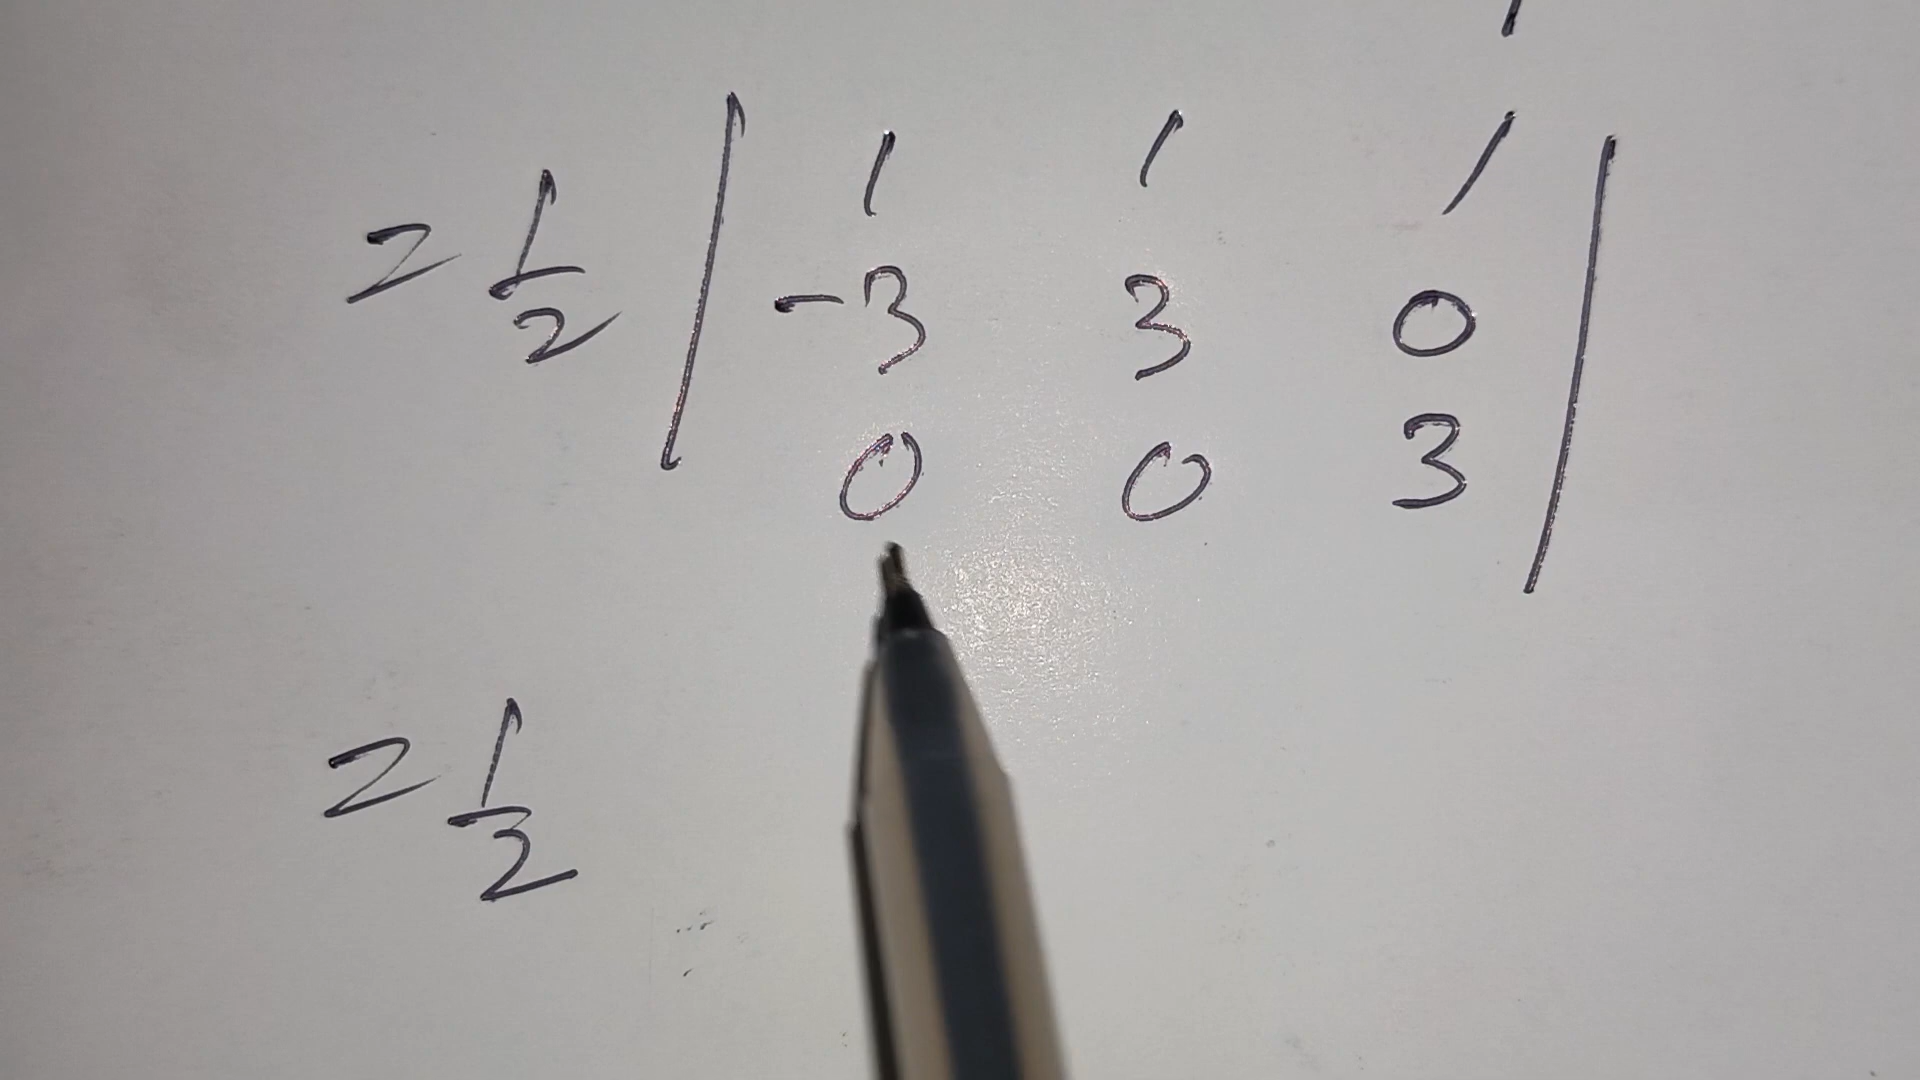 = 1/2 | 1 1 1 |
-3 3 0
0 0 3
= 1/2